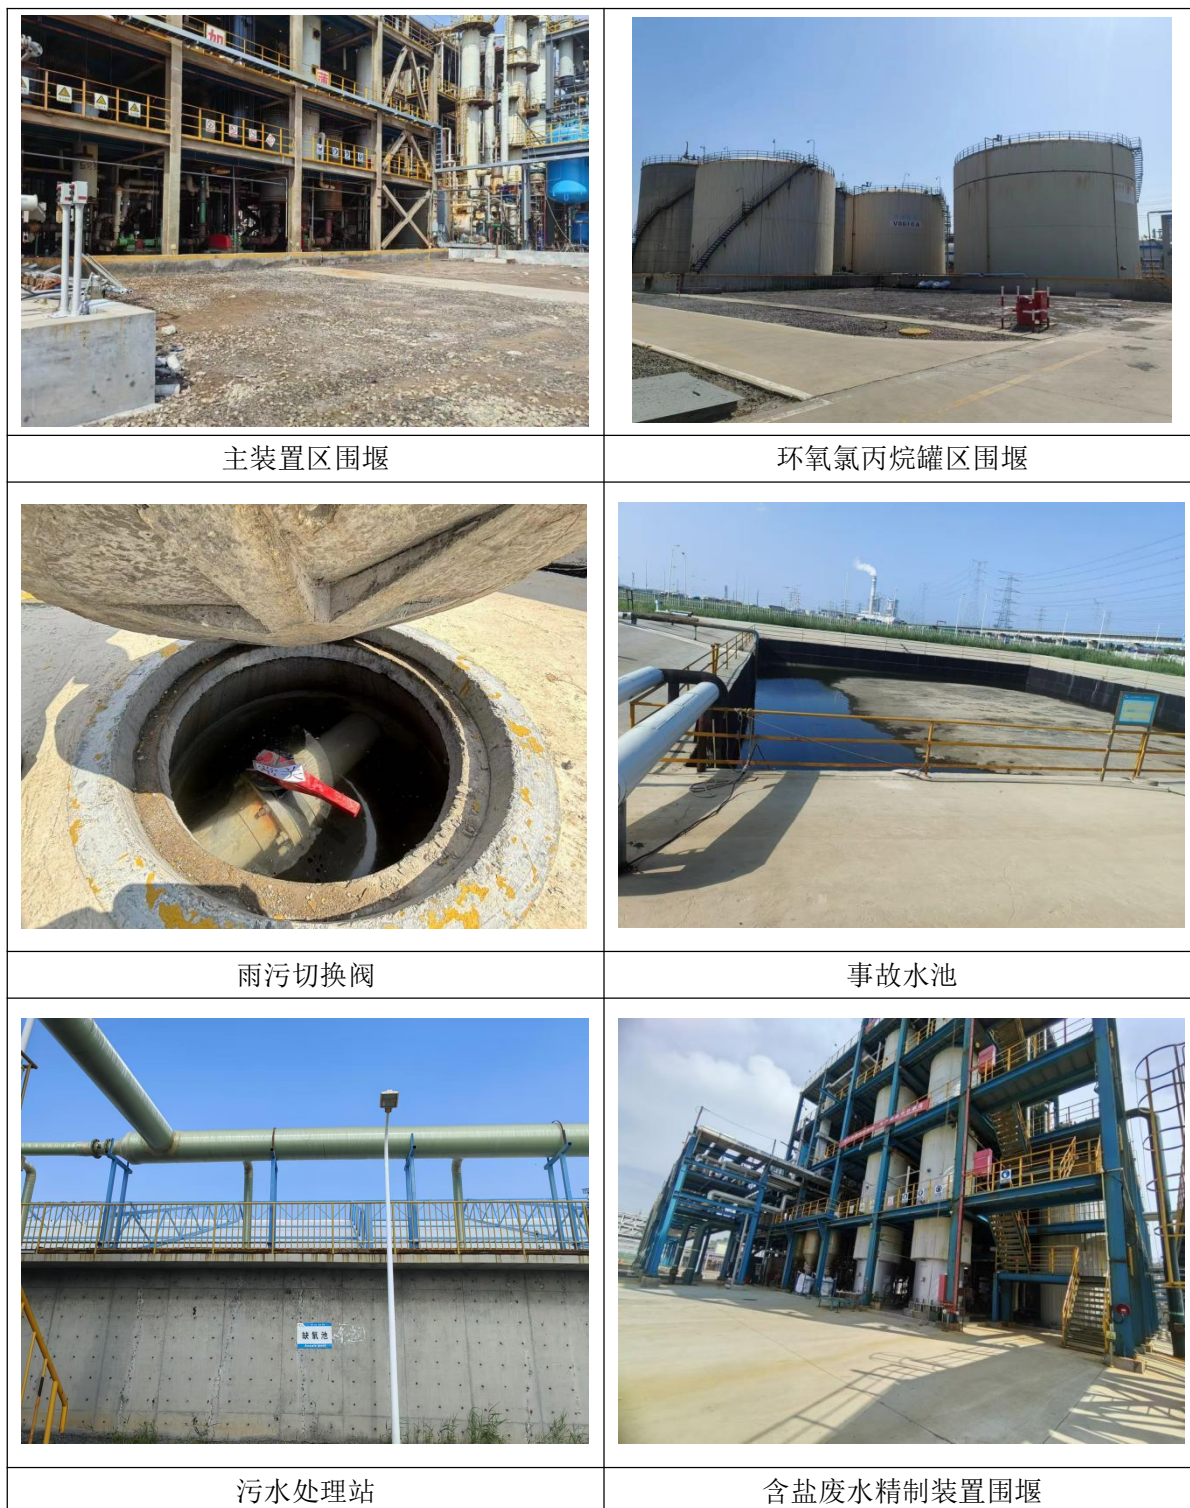 加
清
主装置区围堰
环氧氯丙烷罐区围堰
雨污切换阀
事故水池
缺氧池
污水处理站
含盐废水精制装置围堰